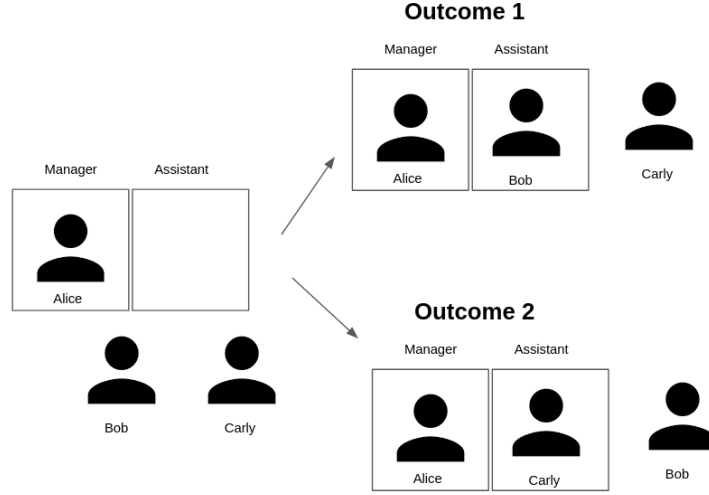 Outcome 1
Manager Assistant
Alice Bob Carly
Manager Assistant
Alice
Bob Carly
Outcome 2
Manager Assistant
Alice Carly Bob